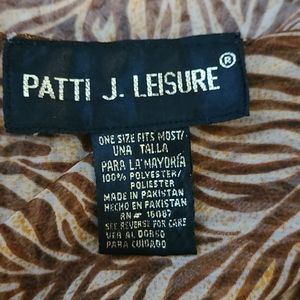 PATTI J. LEISURE®
ONE SIZE FITS MOST/
UNA TALLA
PARA LA MAYORÍA
100% POLYESTER/
POLIESTER
MADE IN PAKISTAN
HECHO EN PAKISTAN
RN# 16087
SEE REVERSE FOR CARE
VER AL DORSO
PARA CUIDADO